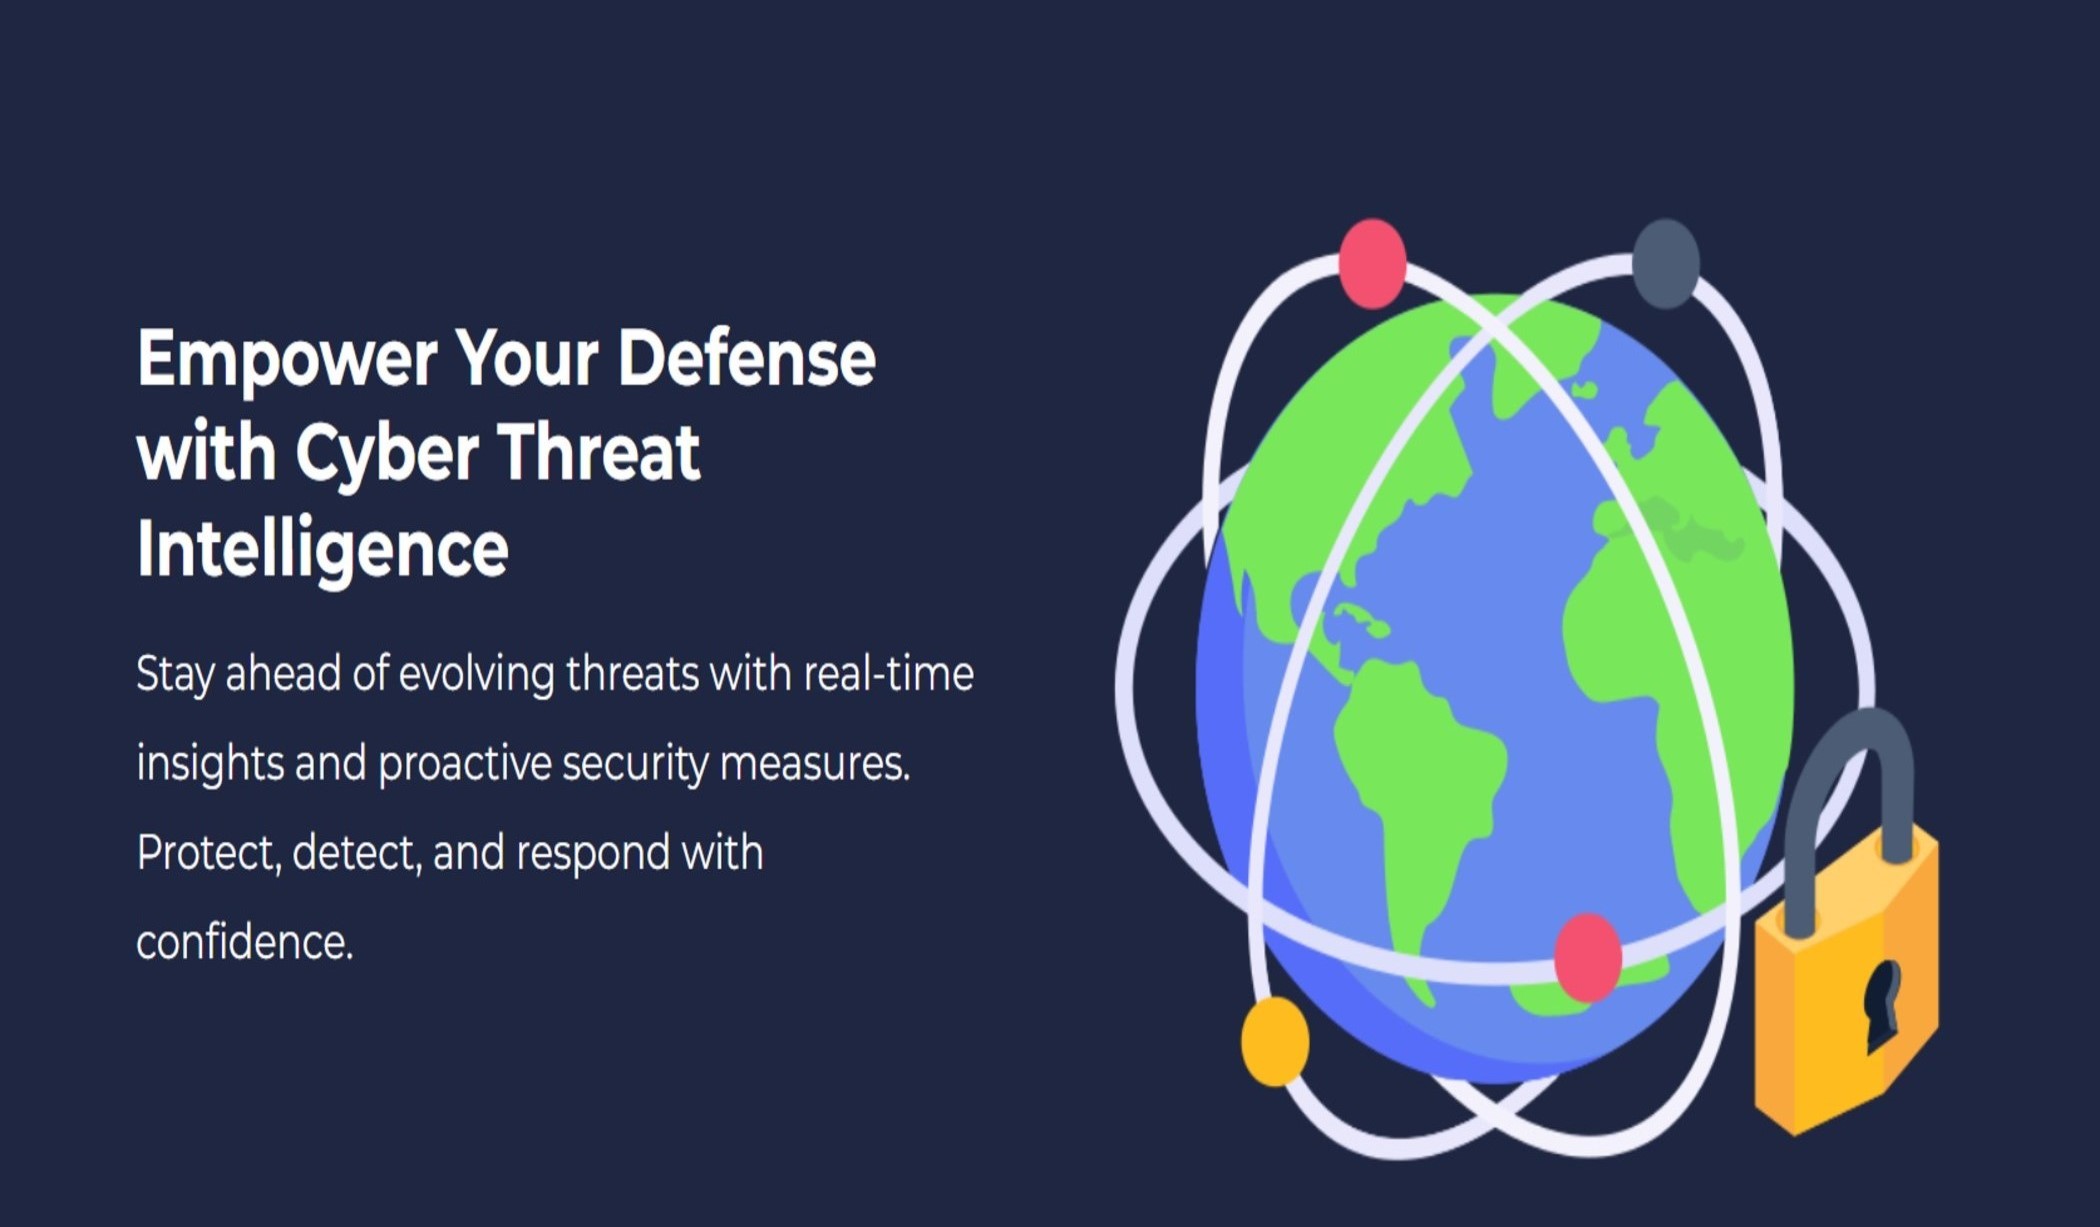 Empower Your Defense
with Cyber Threat
Intelligence
Stay ahead of evolving threats with real-time
insights and proactive security measures.
Protect, detect, and respond with
confidence.